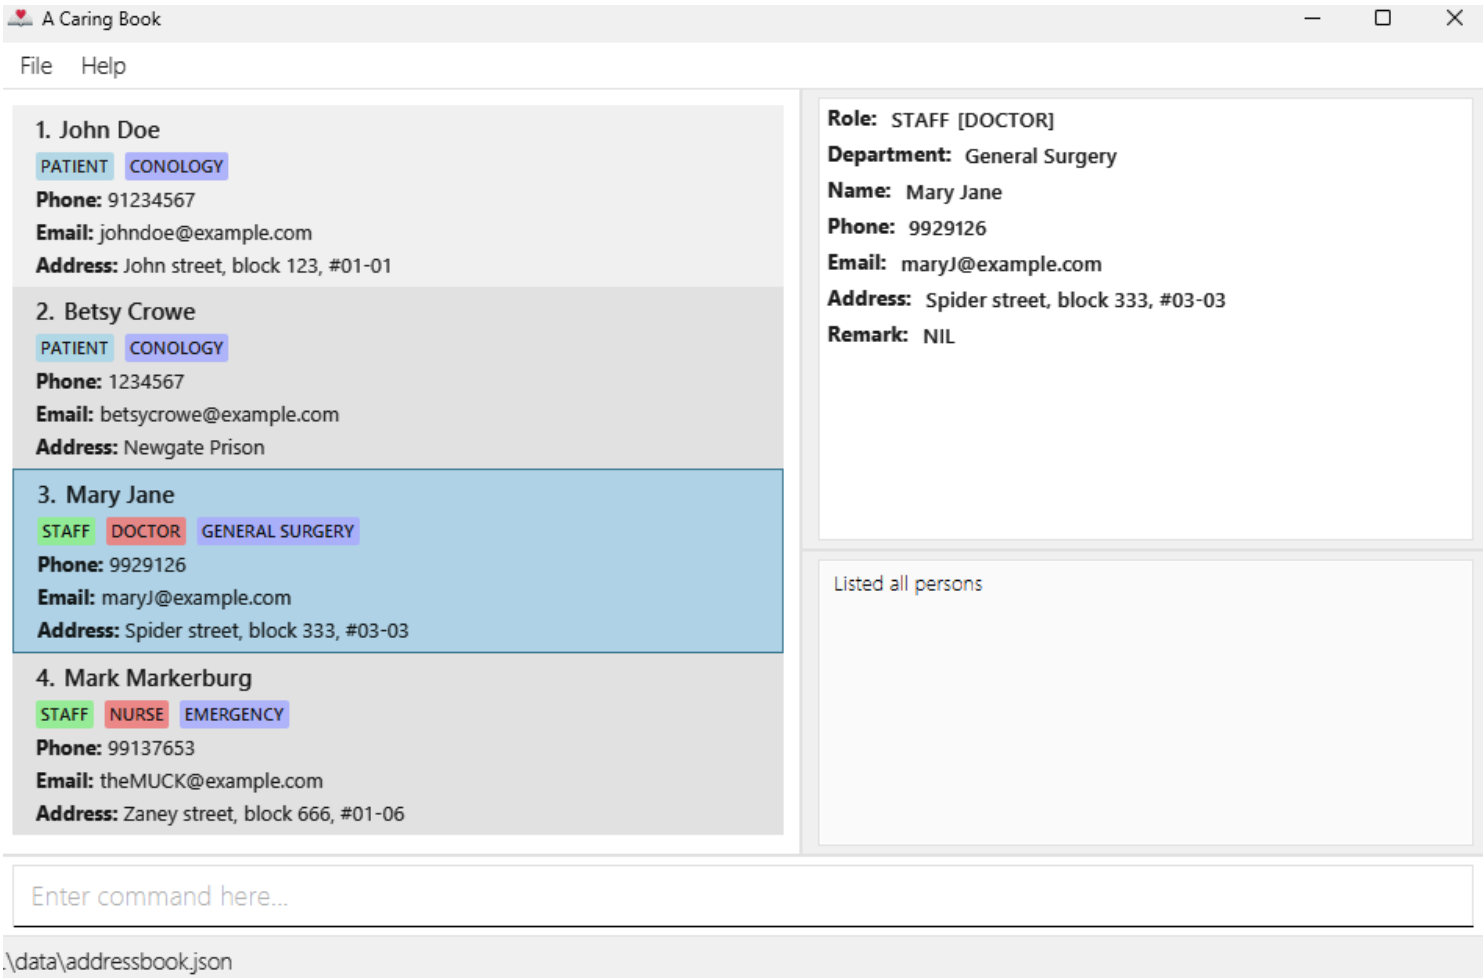 A Caring Book
File Help
1. John Doe
PATIENT CONOLOGY
Phone: 91234567
Email: johndoe@example.com
Address: John street, block 123, #01-01
2. Betsy Crowe
PATIENT CONOLOGY
Phone: 1234567
Email: betsycrowe@example.com
Address: Newgate Prison
3. Mary Jane
STAFF DOCTOR GENERAL SURGERY
Phone: 9929126
Email: maryJ@example.com
Address: Spider street, block 333, #03-03
4. Mark Markerburg
STAFF NURSE EMERGENCY
Phone: 99137653
Email: theMUCK@example.com
Address: Zaney street, block 666, #01-06
Role: STAFF [DOCTOR]
Department: General Surgery
Name: Mary Jane
Phone: 9929126
Email: maryJ@example.com
Address: Spider street, block 333, #03-03
Remark: NIL
Listed all persons
Enter command here...
.\data\addressbook.json